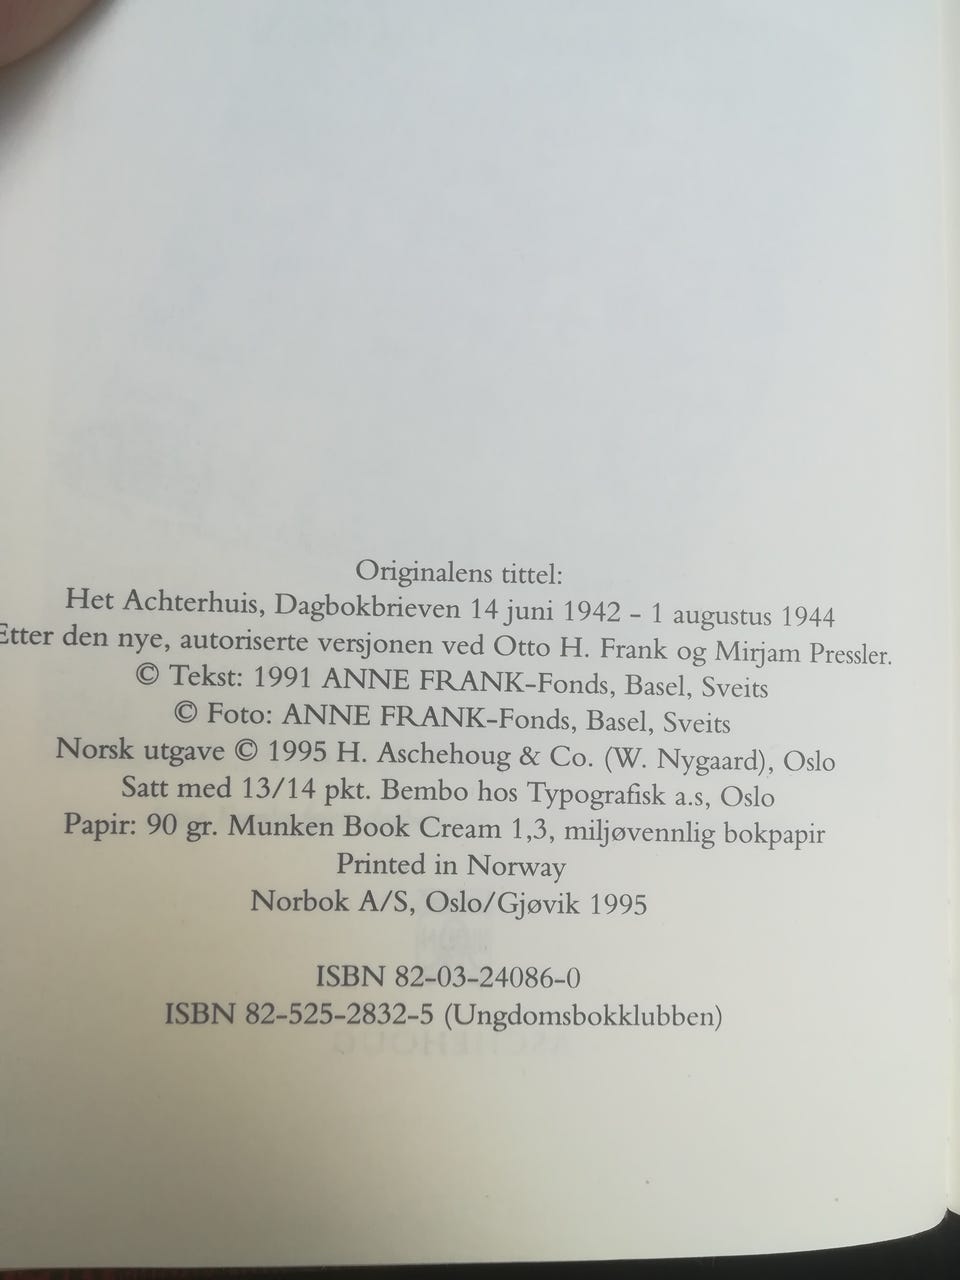 Originalens tittel:
Het Achterhuis, Dagbokbrieven 14 juni 1942 – 1 augustus 1944
Etter den nye, autoriserte versjonen ved Otto H. Frank og Mirjam Pressler.
© Tekst: 1991 ANNE FRANK-Fonds, Basel, Sveits
© Foto: ANNE FRANK-Fonds, Basel, Sveits
Norsk utgave © 1995 H. Aschehoug & Co. (W. Nygaard), Oslo
Satt med 13/14 pkt. Bembo hos Typografisk a.s, Oslo
Papir: 90 gr. Munken Book Cream 1,3, miljøvennlig bokpapir
Printed in Norway
Norbok A/S, Oslo/Gjøvik 1995
ISBN 82-03-24086-0
ISBN 82-525-2832-5 (Ungdomsbokklubben)